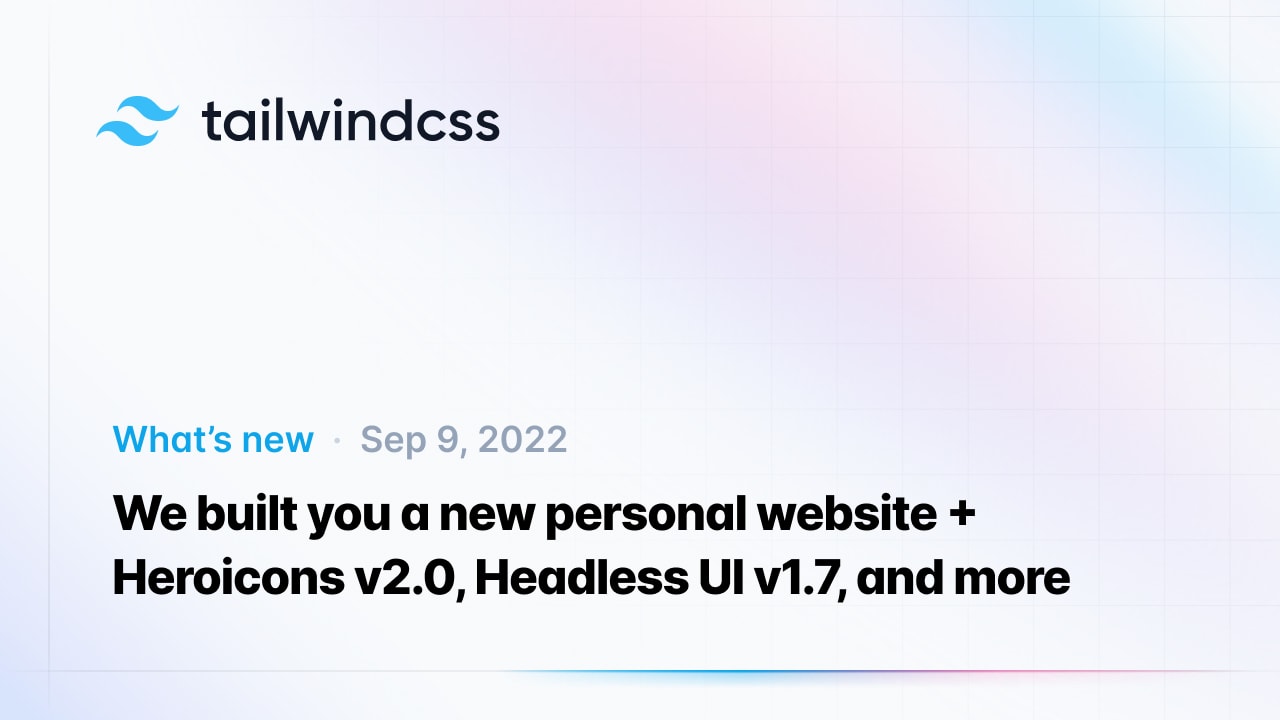 tailwindcss
What’s new · Sep 9, 2022
We built you a new personal website +
Heroicons v2.0, Headless UI v1.7, and more